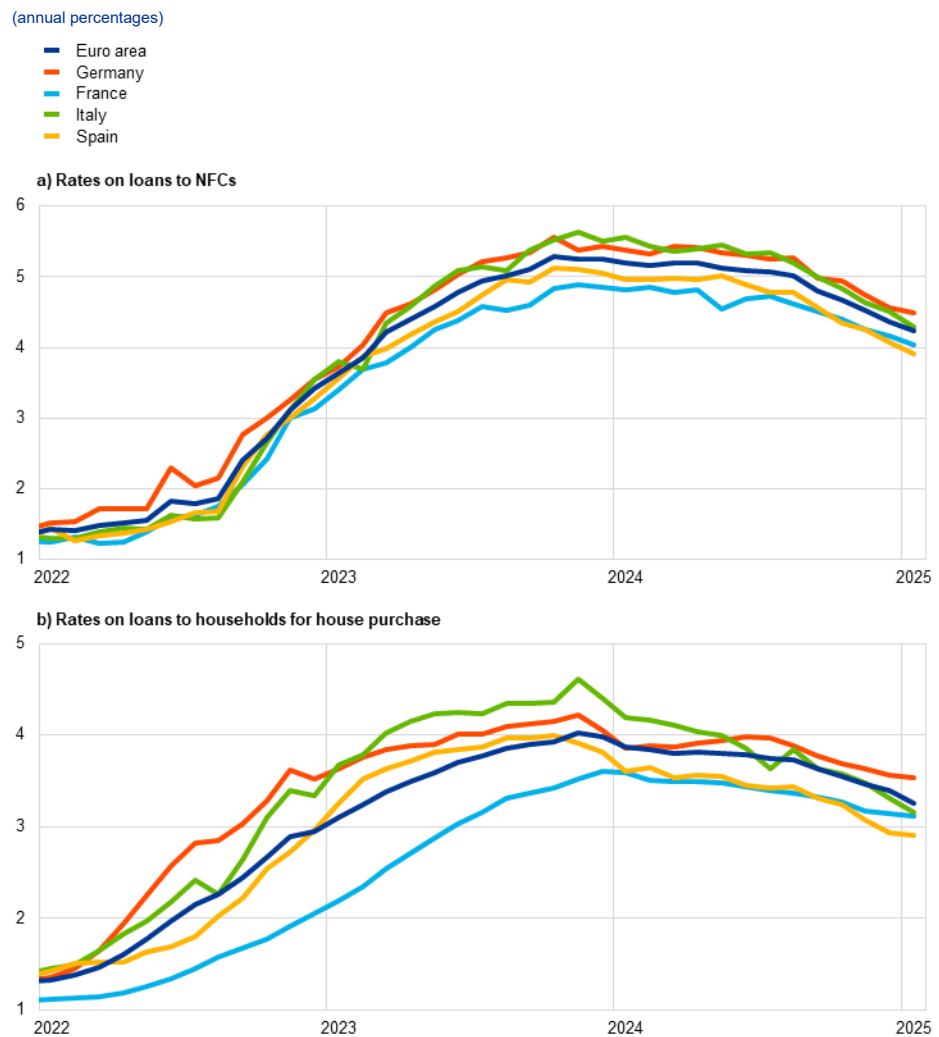 (annual percentages)
Euro area
Germany
France
Italy
Spain
a) Rates on loans to NFCs
6
5
4
3
2
1
2022 2023 2024 2025
b) Rates on loans to households for house purchase
5
4
3
2
1
2022 2023 2024 2025